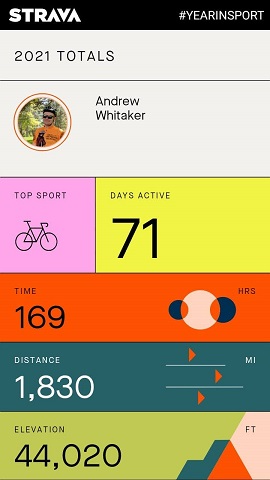 STRAVA #YEARINSPORT
2021 TOTALS
Andrew
Whitaker
TOP SPORT
DAYS ACTIVE
71
TIME HRS
169
DISTANCE MI
1,830
ELEVATION FT
44,020